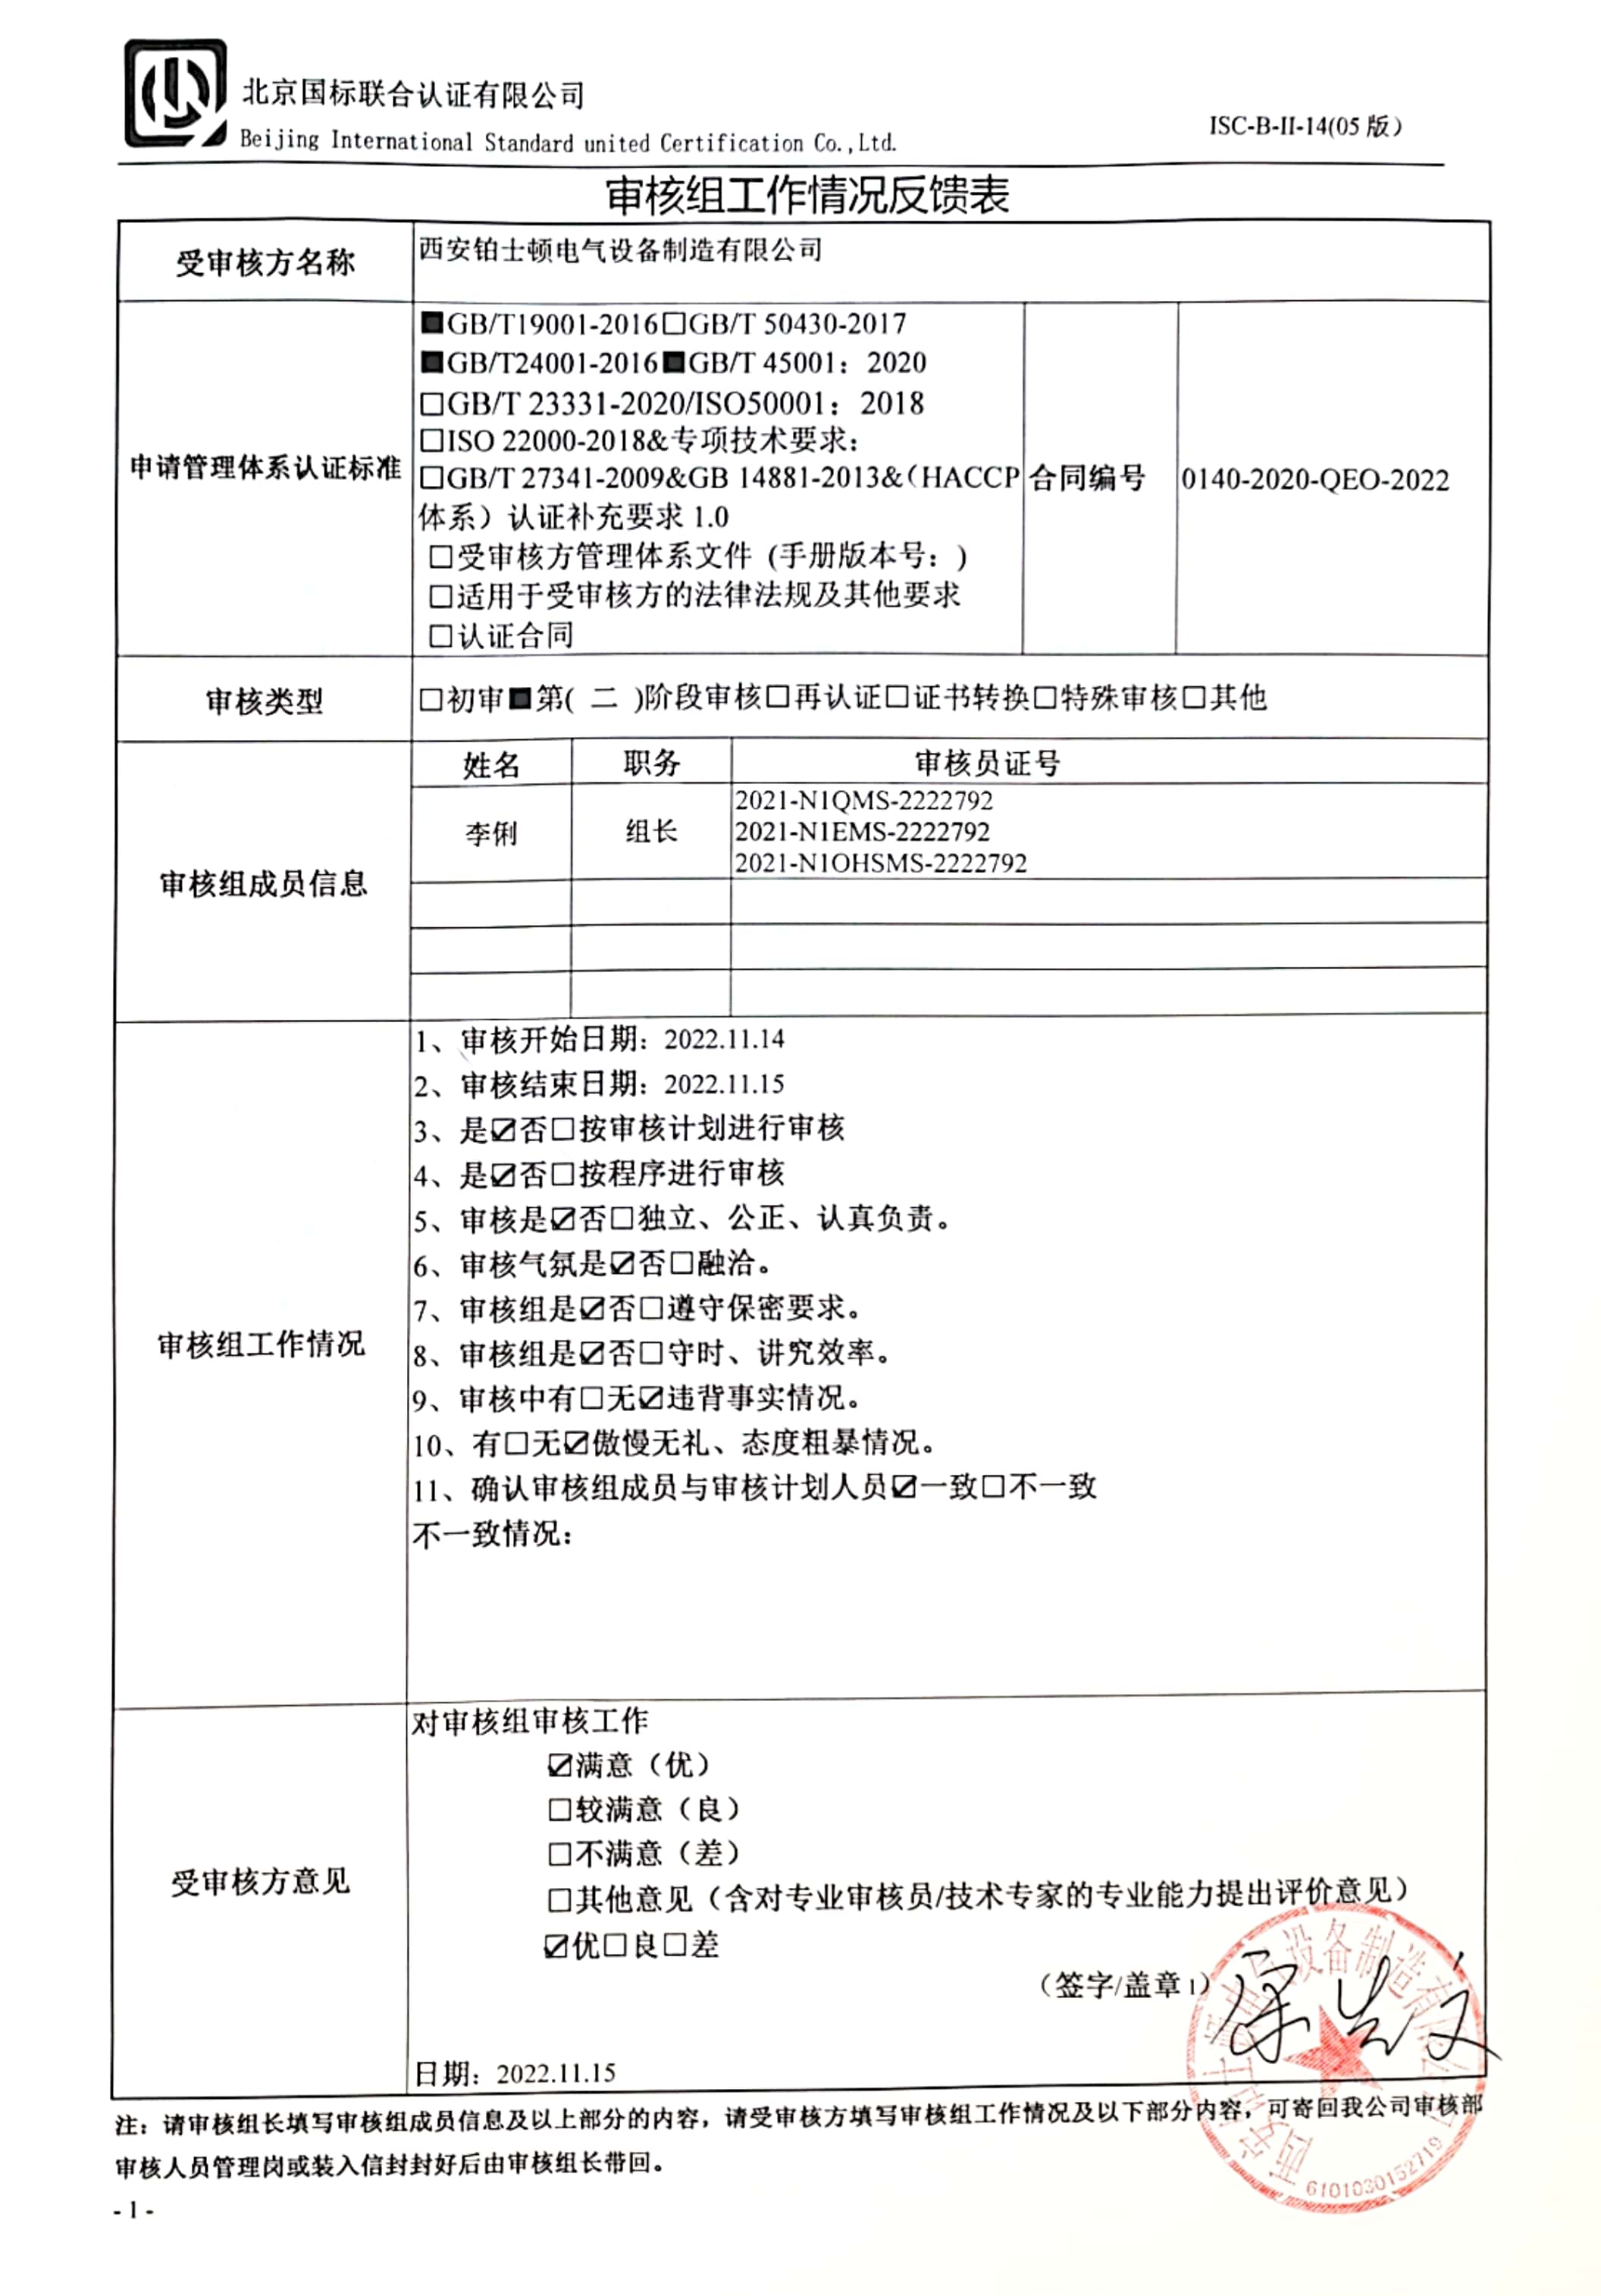 北京国标联合认证有限公司
Beijing International Standard united Certification Co.,Ltd.
ISC-B-II-14(05 版)
审核组工作情况反馈表
受审核方名称
西安铂士顿电气设备制造有限公司
申请管理体系认证标准
■GB/T19001-2016□GB/T 50430-2017
■GB/T24001-2016■GB/T 45001：2020
□GB/T 23331-2020/ISO50001：2018
□ISO 22000-2018&专项技术要求：
□GB/T 27341-2009&GB 14881-2013&（HACCP
体系）认证补充要求 1.0
□受审核方管理体系文件 (手册版本号：)
□适用于受审核方的法律法规及其他要求
□认证合同
合同编号
0140-2020-QEO-2022
审核类型
□初审■第( 二 )阶段审核□再认证□证书转换□特殊审核□其他
审核组成员信息
姓名 职务 审核员证号
李俐 组长
2021-N1QMS-2222792
2021-N1EMS-2222792
2021-N1OHSMS-2222792
审核组工作情况
1、审核开始日期：2022.11.14
2、审核结束日期：2022.11.15
3、是☑否□按审核计划进行审核
4、是☑否□按程序进行审核
5、审核是☑否□独立、公正、认真负责。
6、审核气氛是☑否□融洽。
7、审核组是☑否□遵守保密要求。
8、审核组是☑否□守时、讲究效率。
9、审核中有□无☑违背事实情况。
10、有□无☑傲慢无礼、态度粗暴情况。
11、确认审核组成员与审核计划人员☑一致□不一致
不一致情况：
受审核方意见
对审核组审核工作
☑满意（优）
□较满意（良）
□不满意（差）
□其他意见（含对专业审核员/技术专家的专业能力提出评价意见）
☑优□良□差
（签字/盖章1）
日期：2022.11.15
6101030152719
注：请审核组长填写审核组成员信息及以上部分的内容，请受审核方填写审核组工作情况及以下部分内容，可寄回我公司审核部
审核人员管理岗或装入信封封好后由审核组长带回。
- 1 -